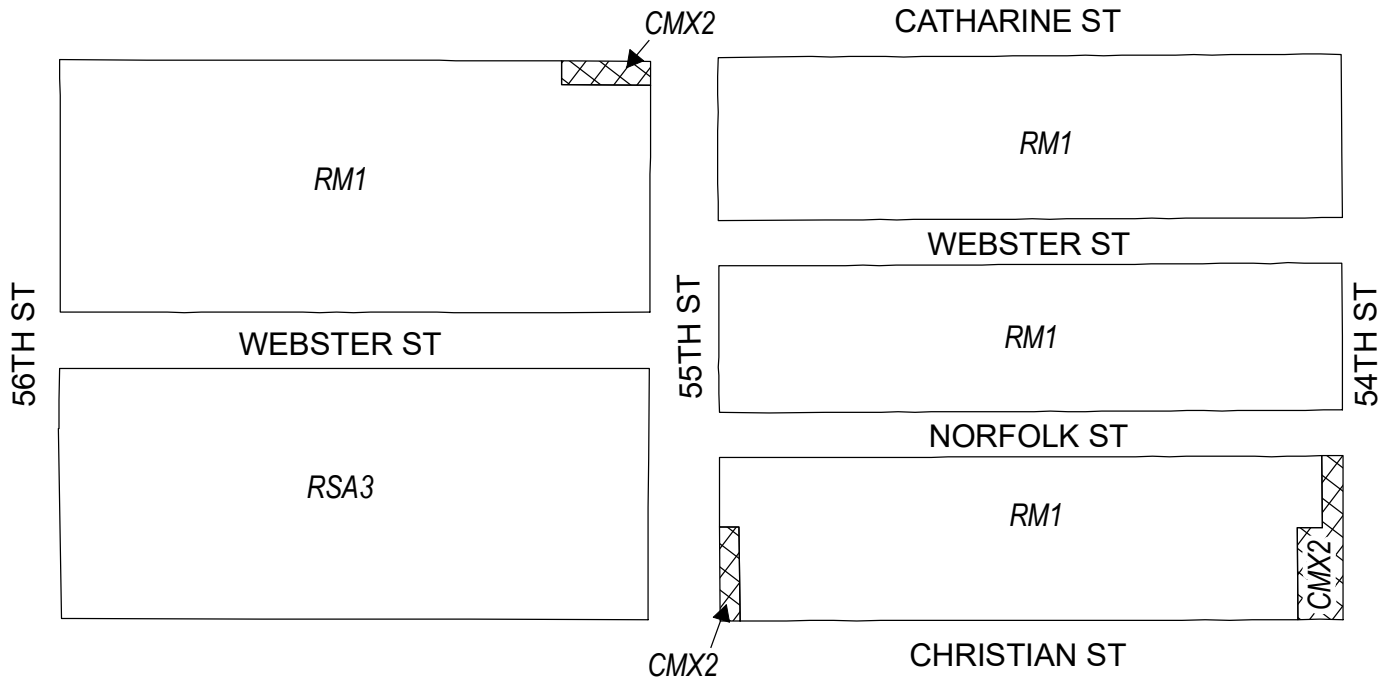 CMX2
CATHARINE ST
RM1
RM1
WEBSTER ST
56TH ST
WEBSTER ST
55TH ST
RM1
54TH ST
NORFOLK ST
RSA3
RM1
CMX2
CMX2
CHRISTIAN ST